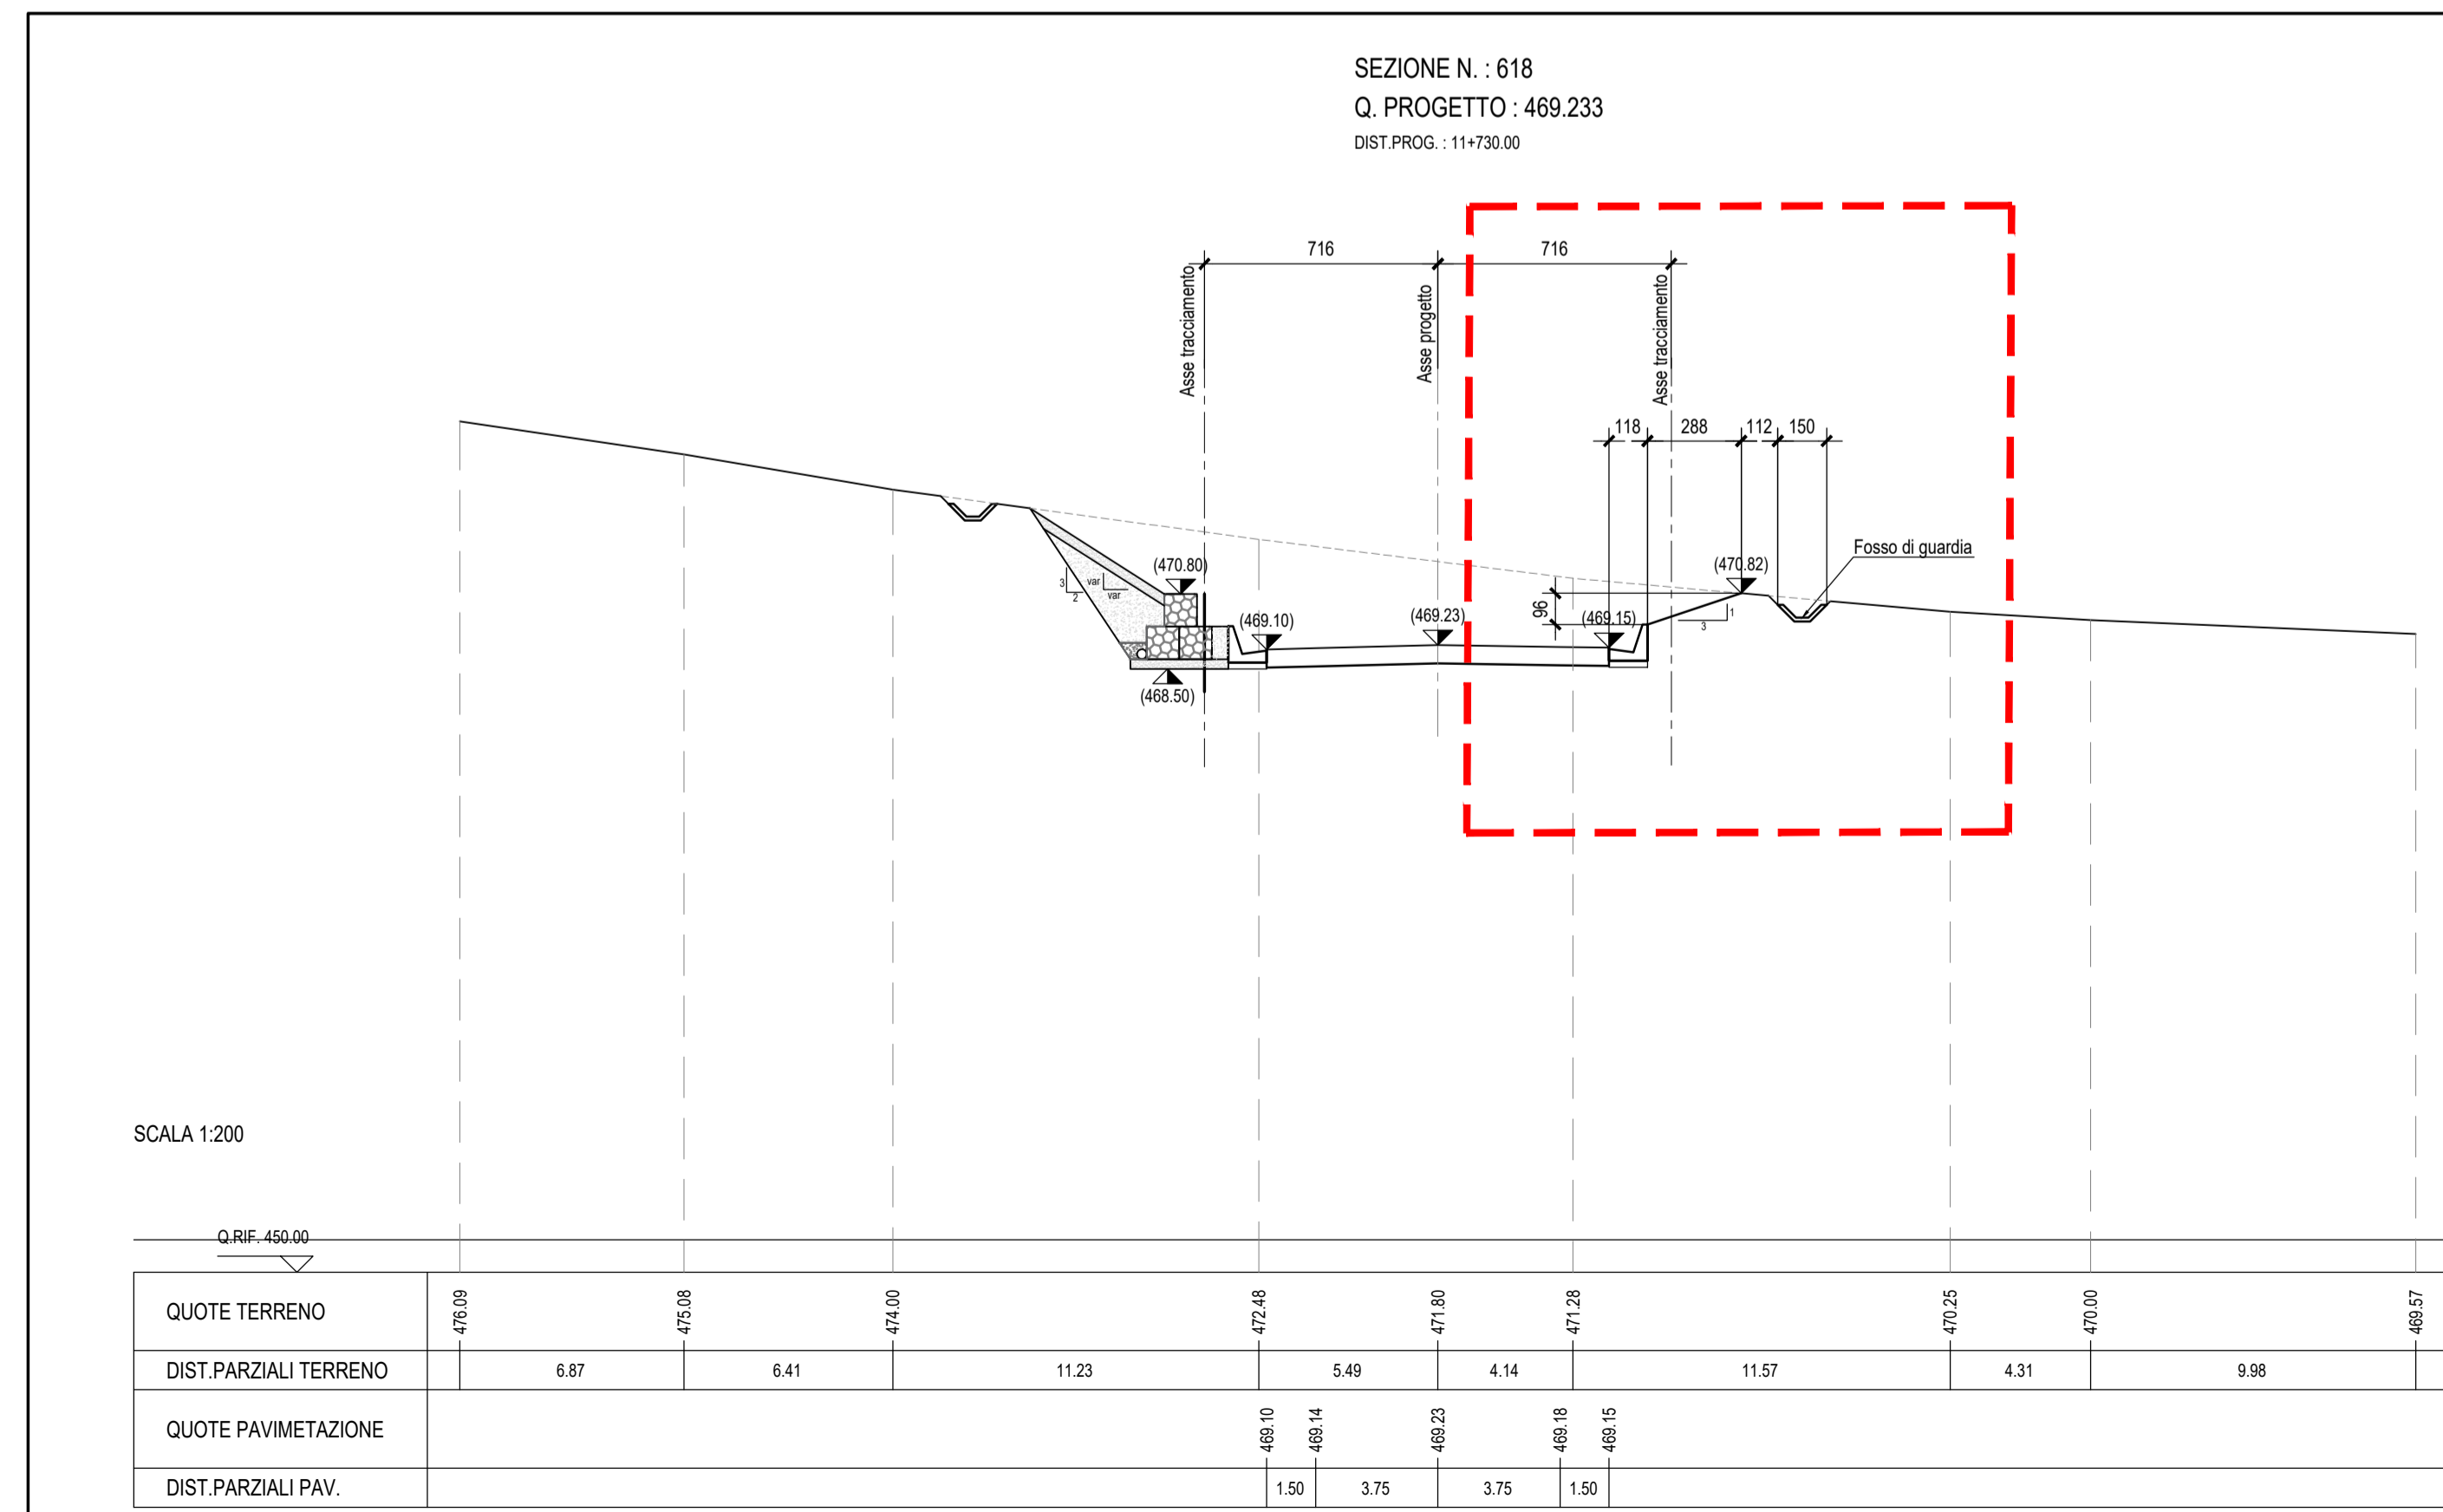 SEZIONE N. : 618
Q. PROGETTO : 469.233
DIST.PROG. : 11+730.00
716 716
Asse tracciamento
Asse progetto
Asse tracciamento
118 288 112 150
Fosso di guardia
(470.80)
(470.82)
3
2
var
var
96
(469.10)
(469.23)
(469.15)
1
3
(468.50)
SCALA 1:200
Q.RIF. 450.00
QUOTE TERRENO 476.09 475.08 474.00 472.48 471.80 471.28 470.25 470.00 469.57
DIST.PARZIALI TERRENO 6.87 6.41 11.23 5.49 4.14 11.57 4.31 9.98
QUOTE PAVIMETAZIONE 469.10 469.14 469.23 469.18 469.15
DIST.PARZIALI PAV. 1.50 3.75 3.75 1.50